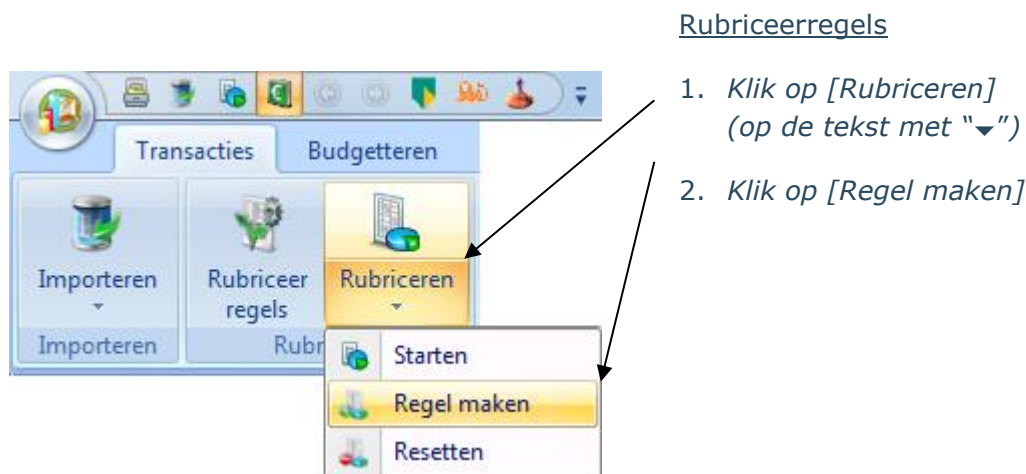 Rubriceerregels
1. Klik op [Rubriceren]
(op de tekst met “▾”)
2. Klik op [Regel maken]
Transacties Budgetteren
Importeren
Rubriceer
regels
Rubriceren
Importeren Rubr
Starten
Regel maken
Resetten